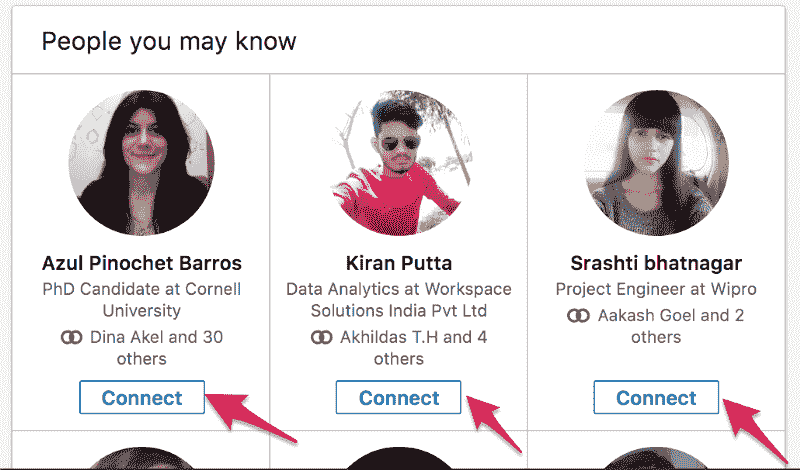 People you may know
Azul Pinochet Barros
PhD Candidate at Cornell
University
Dina Akel and 30
others
Connect
Kiran Putta
Data Analytics at Workspace
Solutions India Pvt Ltd
Akhildas T.H and 4
others
Connect
Srashti bhatnagar
Project Engineer at Wipro
Aakash Goel and 2
others
Connect